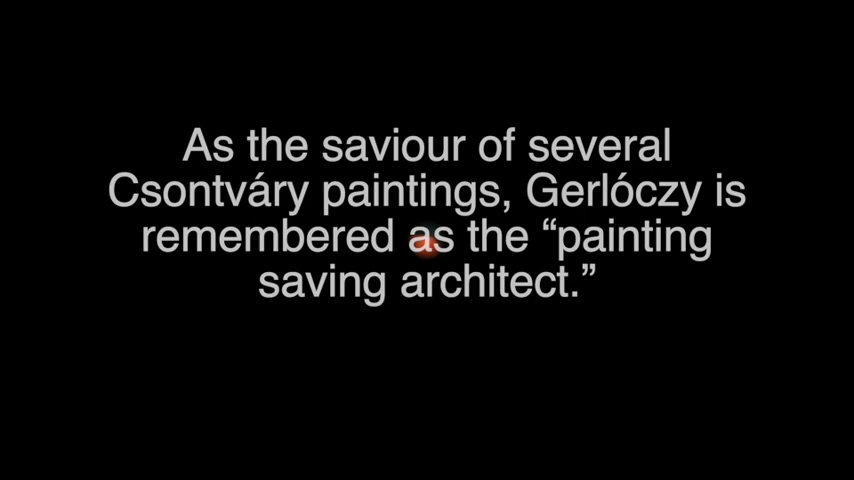 As the saviour of several
Csontváry paintings, Gerlóczy is
remembered as the “painting
saving architect.”